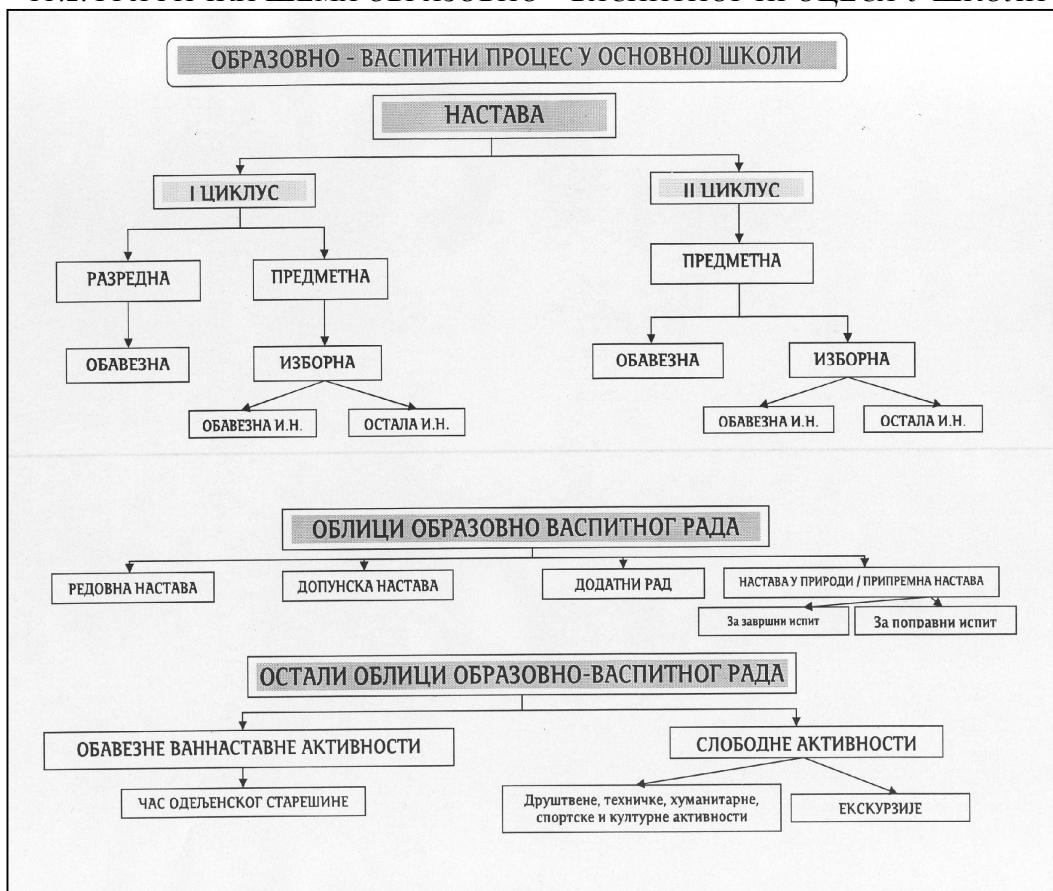 ОБРАЗОВНО - ВАСПИТНИ ПРОЦЕС У ОСНОВНОЈ ШКОЛИ
НАСТАВА
I ЦИКЛУС
II ЦИКЛУС
РАЗРЕДНА
ПРЕДМЕТНА
ПРЕДМЕТНА
ОБАВЕЗНА
ИЗБОРНА
ОБАВЕЗНА
ИЗБОРНА
ОБАВЕЗНА И.Н.
ОСТАЛА И.Н.
ОБАВЕЗНА И.Н.
ОСТАЛА И.Н.
ОБЛИЦИ ОБРАЗОВНО ВАСПИТНОГ РАДА
РЕДОВНА НАСТАВА
ДОПУНСКА НАСТАВА
ДОДАТНИ РАД
НАСТАВА У ПРИРОДИ / ПРИПРЕМНА НАСТАВА
За завршни испит
За поправни испит
ОСТАЛИ ОБЛИЦИ ОБРАЗОВНО-ВАСПИТНОГ РАДА
ОБАВЕЗНЕ ВАННАСТАВНЕ АКТИВНОСТИ
СЛОБОДНЕ АКТИВНОСТИ
ЧАС ОДЕЉЕНСКОГ СТАРЕШИНЕ
Друштвене, техничке, хуманитарне,
спортске и културне активности
ЕКСКУРЗИЈЕ